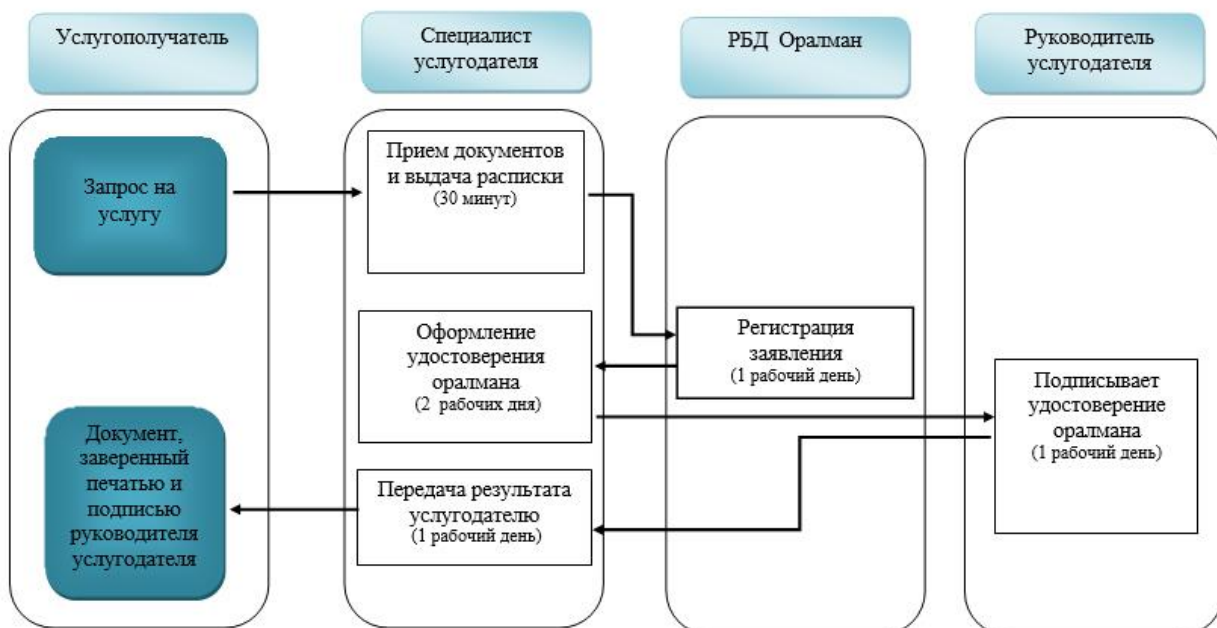 Услугополучатель
Специалист
услугодателя
РБД Оралман
Руководитель
услугодателя
Запрос на
услугу
Прием документов
и выдача расписки
(30 минут)
Регистрация
заявления
(1 рабочий день)
Оформление
удостоверения
оралмана
(2 рабочих дня)
Подписывает
удостоверение
оралмана
(1 рабочий день)
Передача результата
услугодателю
(1 рабочий день)
Документ,
заверенный
печатью и
подписью
руководителя
услугодателя